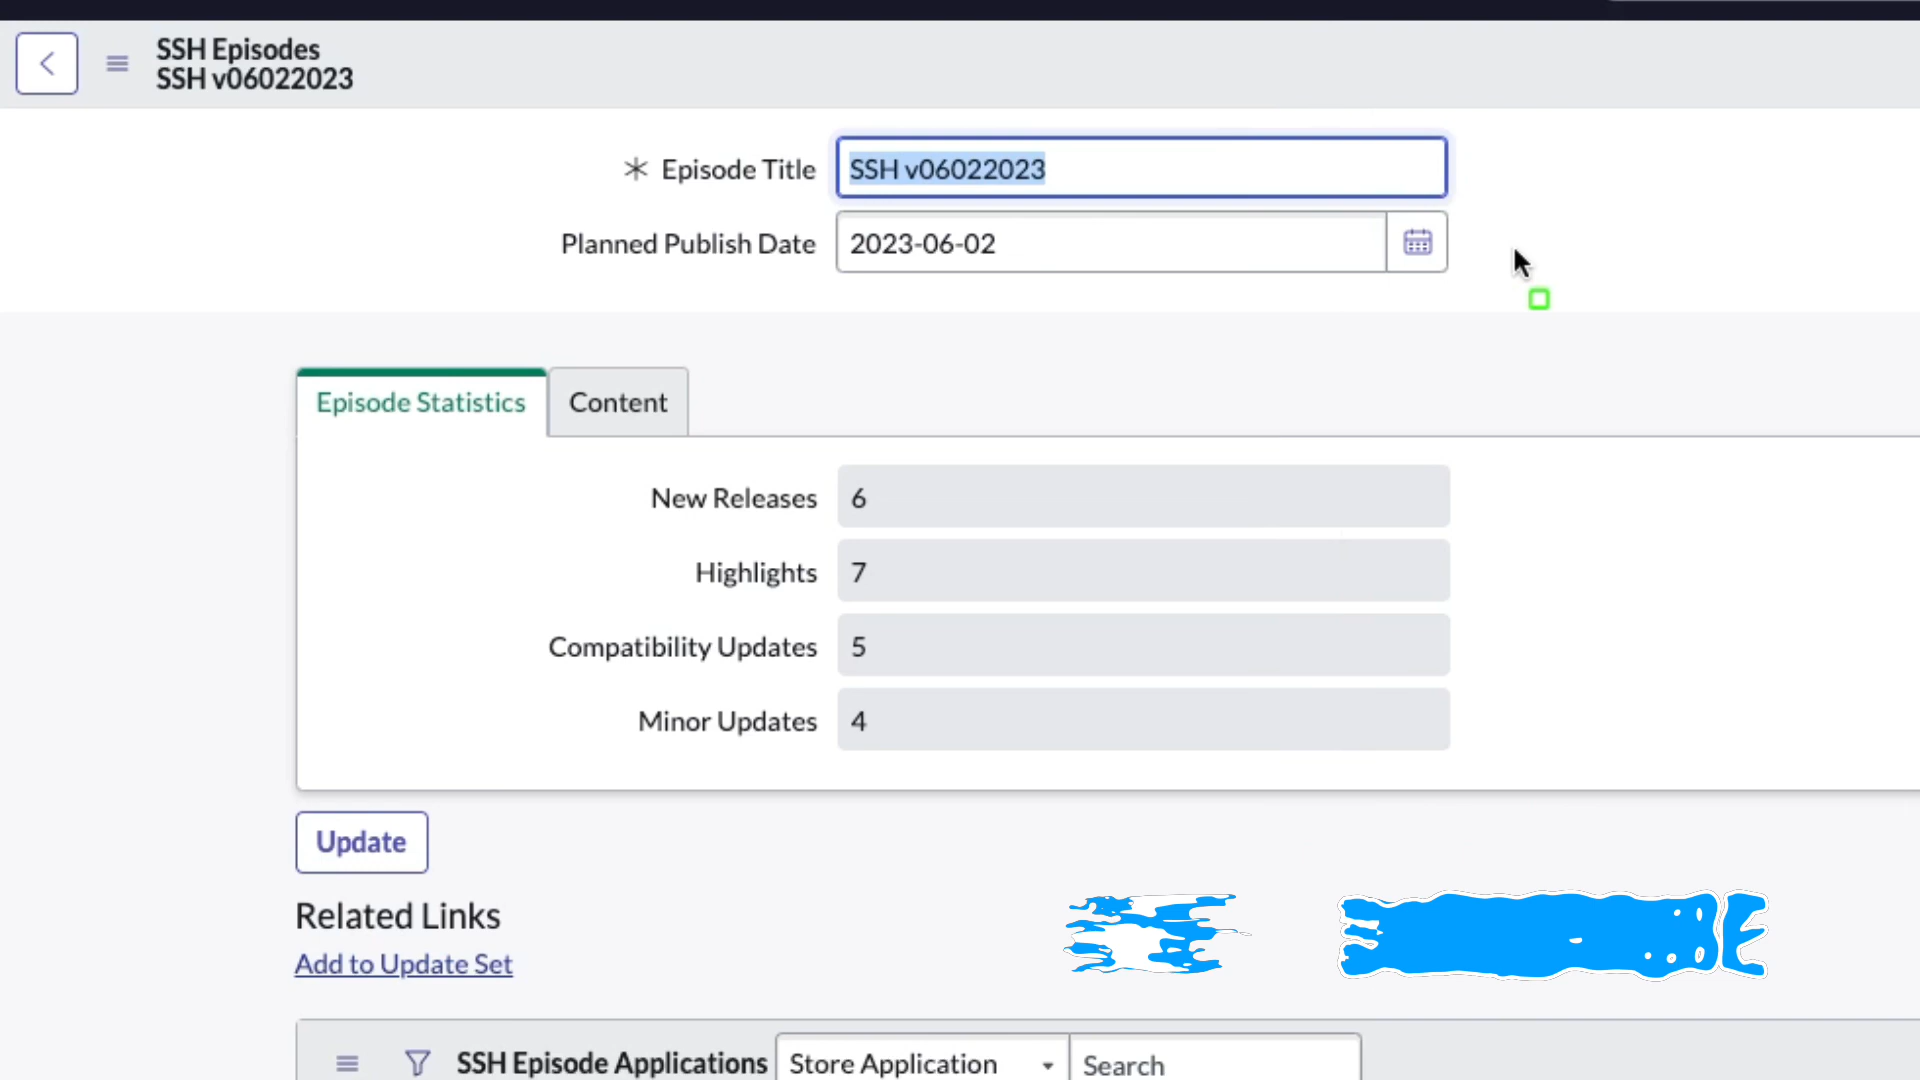 SSH Episodes
SSH v06022023
Episode Title
SSH v06022023
Planned Publish Date
2023-06-02
Episode Statistics
Content
New Releases
6
Highlights
7
Compatibility Updates
5
Minor Updates
4
Update
Related Links
Add to Update Set
SSH Episode Applications
Store Application
Search